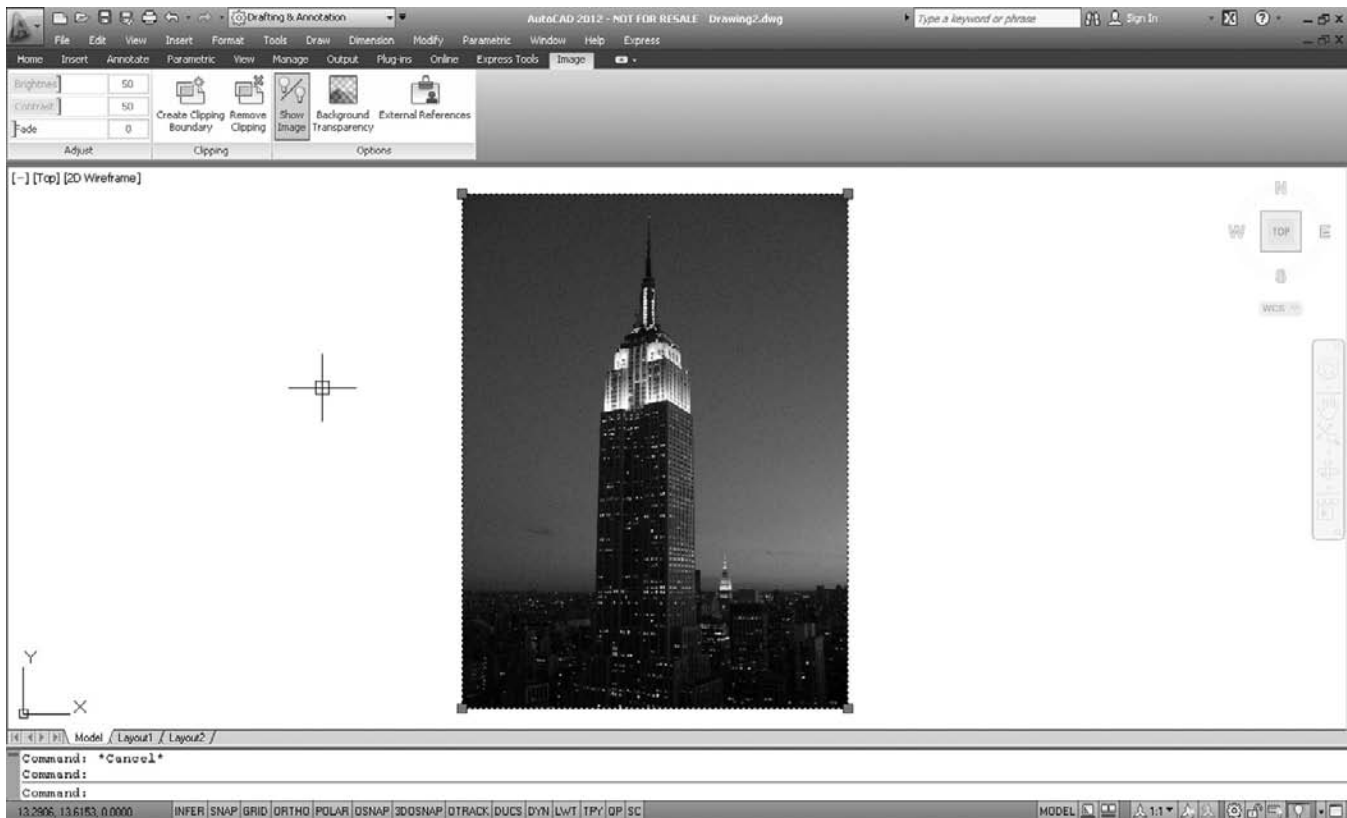 Drafting & Annotation
AutoCAD 2012 - NOT FOR RESALE Drawing2.dwg
Type a keyword or phrase
Sign In
File Edit View Insert Format Tools Draw Dimension Modify Parametric Window Help Express
Home Insert Annotate Parametric View Manage Output Plug-ins Online Express Tools Image
Brightnes 50
Contrast 50
Fade 0
Create Clipping Boundary
Remove Clipping
Show Image
Background Transparency
External References
Adjust Clipping Options
[-] [Top] [2D Wireframe]
N
W TOP E
S
WCS
Y
X
Model Layout1 Layout2
Command: *Cancel*
Command:
Command:
13.2906, 13.6153, 0.0000 INFER SNAP GRID ORTHO POLAR OSNAP 3DOSNAP OTRACK DUCS DYN LWT TPY QP SC MODEL 1:1